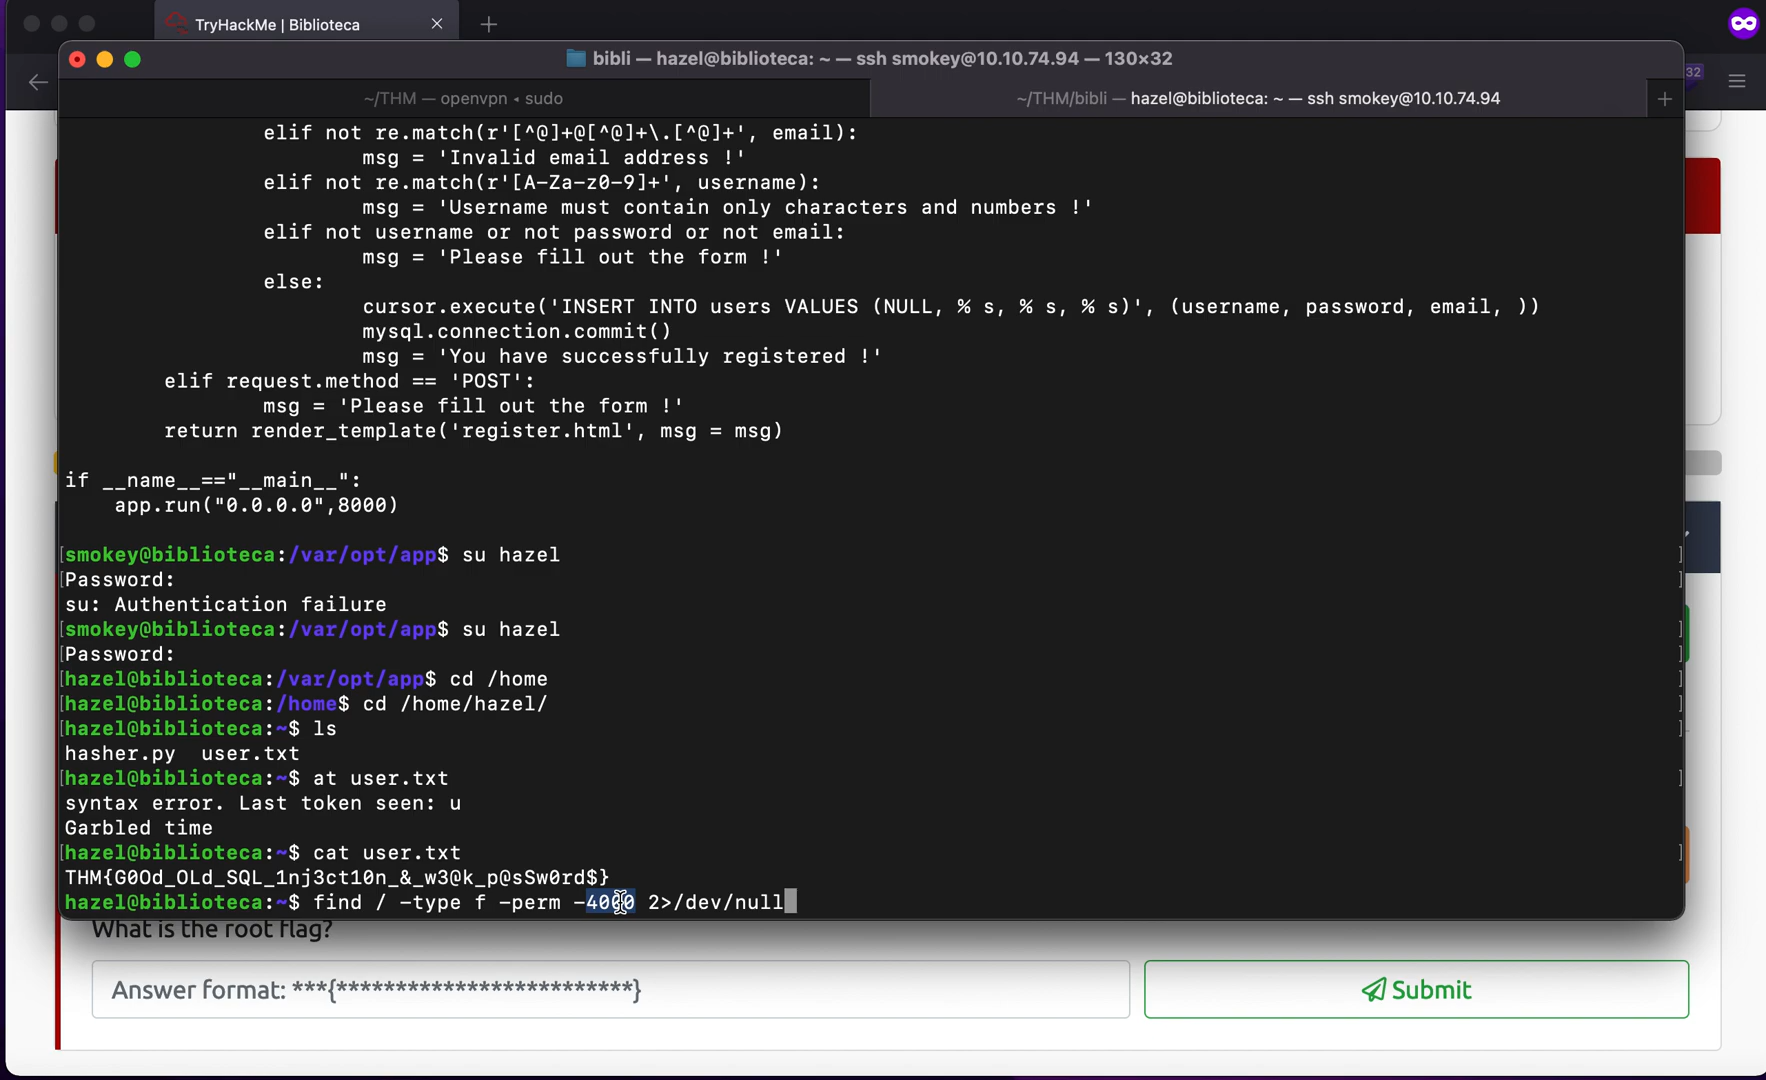 TryHackMe | Biblioteca
bibli — hazel@biblioteca: ~ — ssh smokey@10.10.74.94 — 130×32
32
~/THM — openvpn ◂ sudo
~/THM/bibli — hazel@biblioteca: ~ — ssh smokey@10.10.74.94
elif not re.match(r'[^@]+@[^@]+\.[^@]+', email):
msg = 'Invalid email address !'
elif not re.match(r'[A-Za-z0-9]+', username):
msg = 'Username must contain only characters and numbers !'
elif not username or not password or not email:
msg = 'Please fill out the form !'
else:
cursor.execute('INSERT INTO users VALUES (NULL, % s, % s, % s)', (username, password, email, ))
mysql.connection.commit()
msg = 'You have successfully registered !'
elif request.method == 'POST':
msg = 'Please fill out the form !'
return render_template('register.html', msg = msg)
if __name__=="__main__":
app.run("0.0.0.0",8000)
[smokey@biblioteca:/var/opt/app$ su hazel ]
[Password: ]
su: Authentication failure
[smokey@biblioteca:/var/opt/app$ su hazel ]
[Password: ]
[hazel@biblioteca:/var/opt/app$ cd /home ]
[hazel@biblioteca:/home$ cd /home/hazel/ ]
[hazel@biblioteca:~$ ls ]
hasher.py user.txt
[hazel@biblioteca:~$ at user.txt ]
syntax error. Last token seen: u
Garbled time
[hazel@biblioteca:~$ cat user.txt ]
THM{G0Od_OLd_SQL_1nj3ct10n_&_w3@k_p@sSw0rd$}
hazel@biblioteca:~$ find / -type f -perm -4000 2>/dev/null
What is the root flag?
Answer format: ***{*************************}
Submit